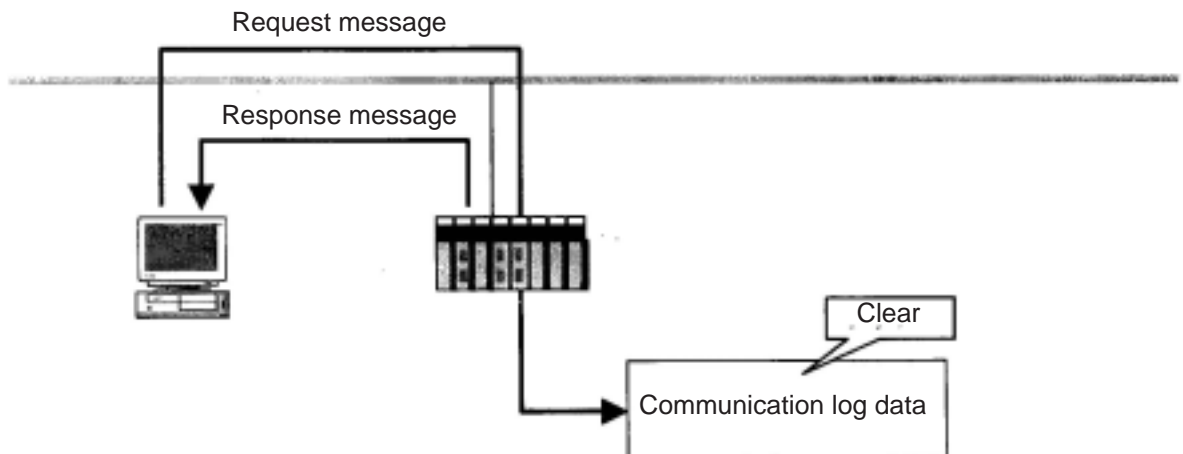 Request message
Response message
Clear
Communication log data